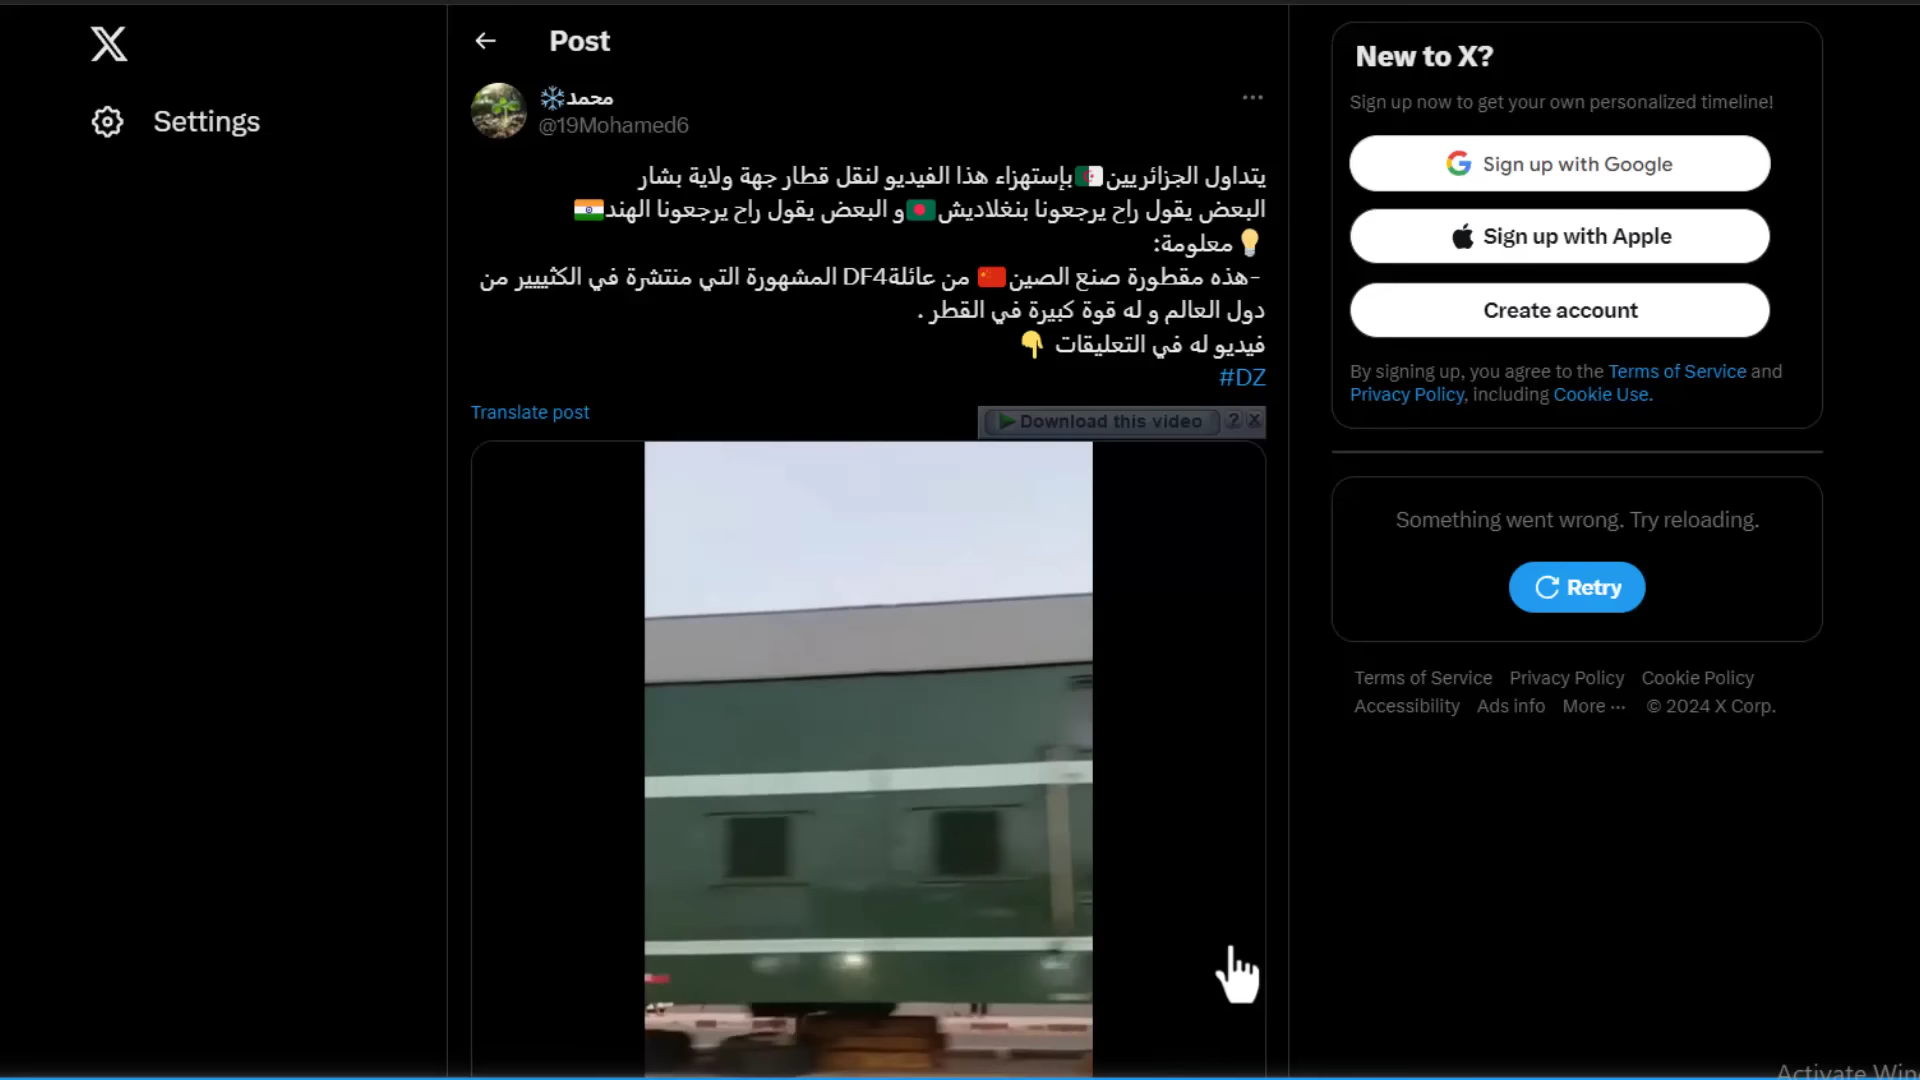 Settings
Post
محمد❄️
@19Mohamed6
يتداول الجزائريين🇩🇿بإستهزاء هذا الفيديو لنقل قطار جهة ولاية بشار
البعض يقول راح يرجعونا بنغلاديش🇧🇩و البعض يقول راح يرجعونا الهند🇮🇳
💡معلومة:
-هذه مقطورة صنع الصين🇨🇳 من عائلةDF4 المشهورة التي منتشرة في الكثييير من
دول العالم و له قوة كبيرة في القطر .
فيديو له في التعليقات 👇
#DZ
Translate post
Download this video ? X
New to X?
Sign up now to get your own personalized timeline!
Sign up with Google
Sign up with Apple
Create account
By signing up, you agree to the Terms of Service and
Privacy Policy, including Cookie Use.
Something went wrong. Try reloading.
Retry
Terms of Service Privacy Policy Cookie Policy
Accessibility Ads info More ··· © 2024 X Corp.
Activate Win